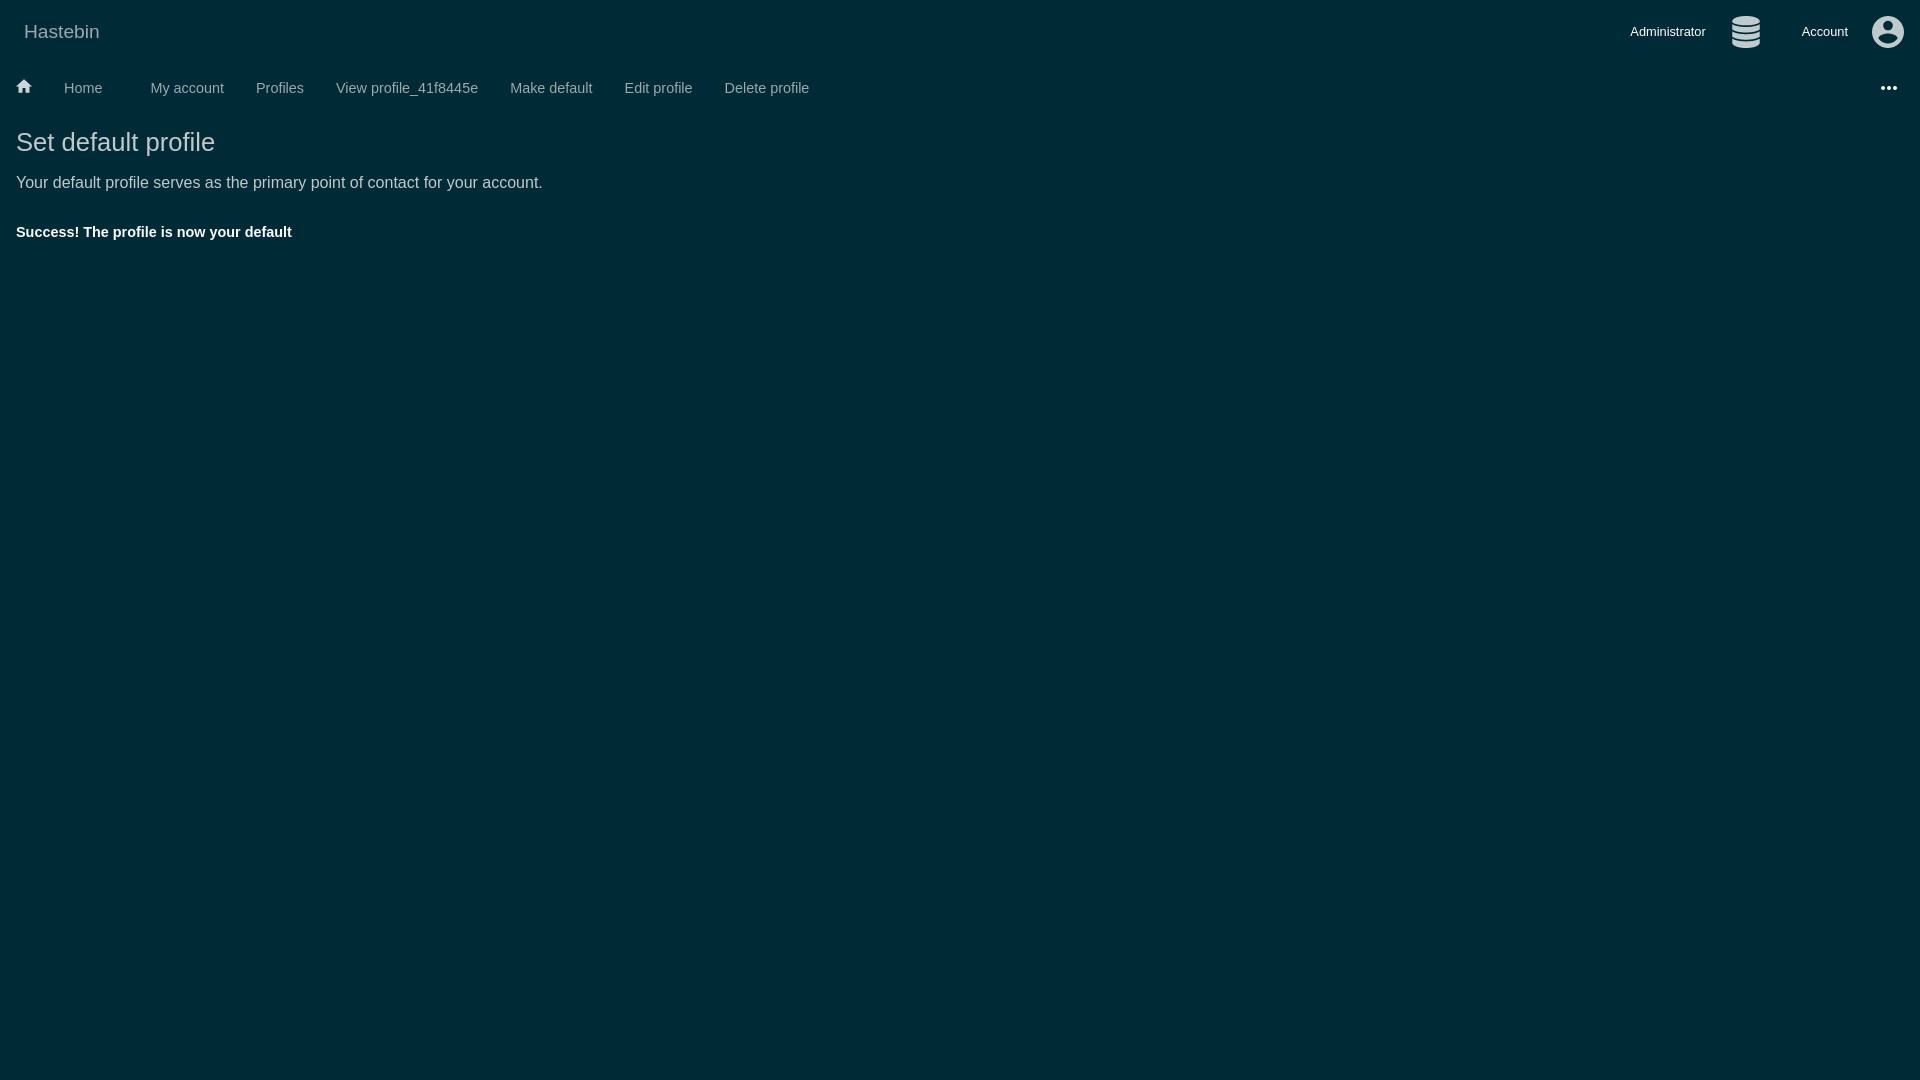 Hastebin
Administrator
Account
Home
My account
Profiles
View profile_41f8445e
Make default
Edit profile
Delete profile
Set default profile
Your default profile serves as the primary point of contact for your account.
Success! The profile is now your default